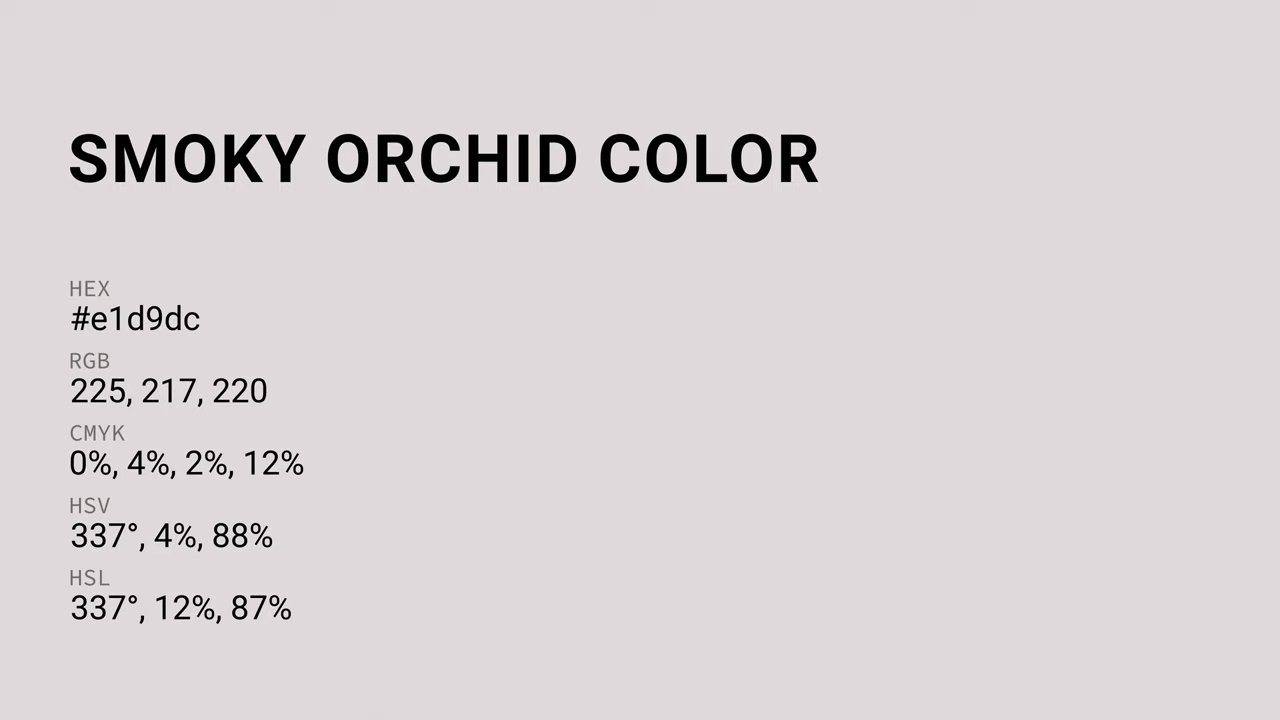 SMOKY ORCHID COLOR
HEX
#e1d9dc
RGB
225, 217, 220
CMYK
0%, 4%, 2%, 12%
HSV
337°, 4%, 88%
HSL
337°, 12%, 87%